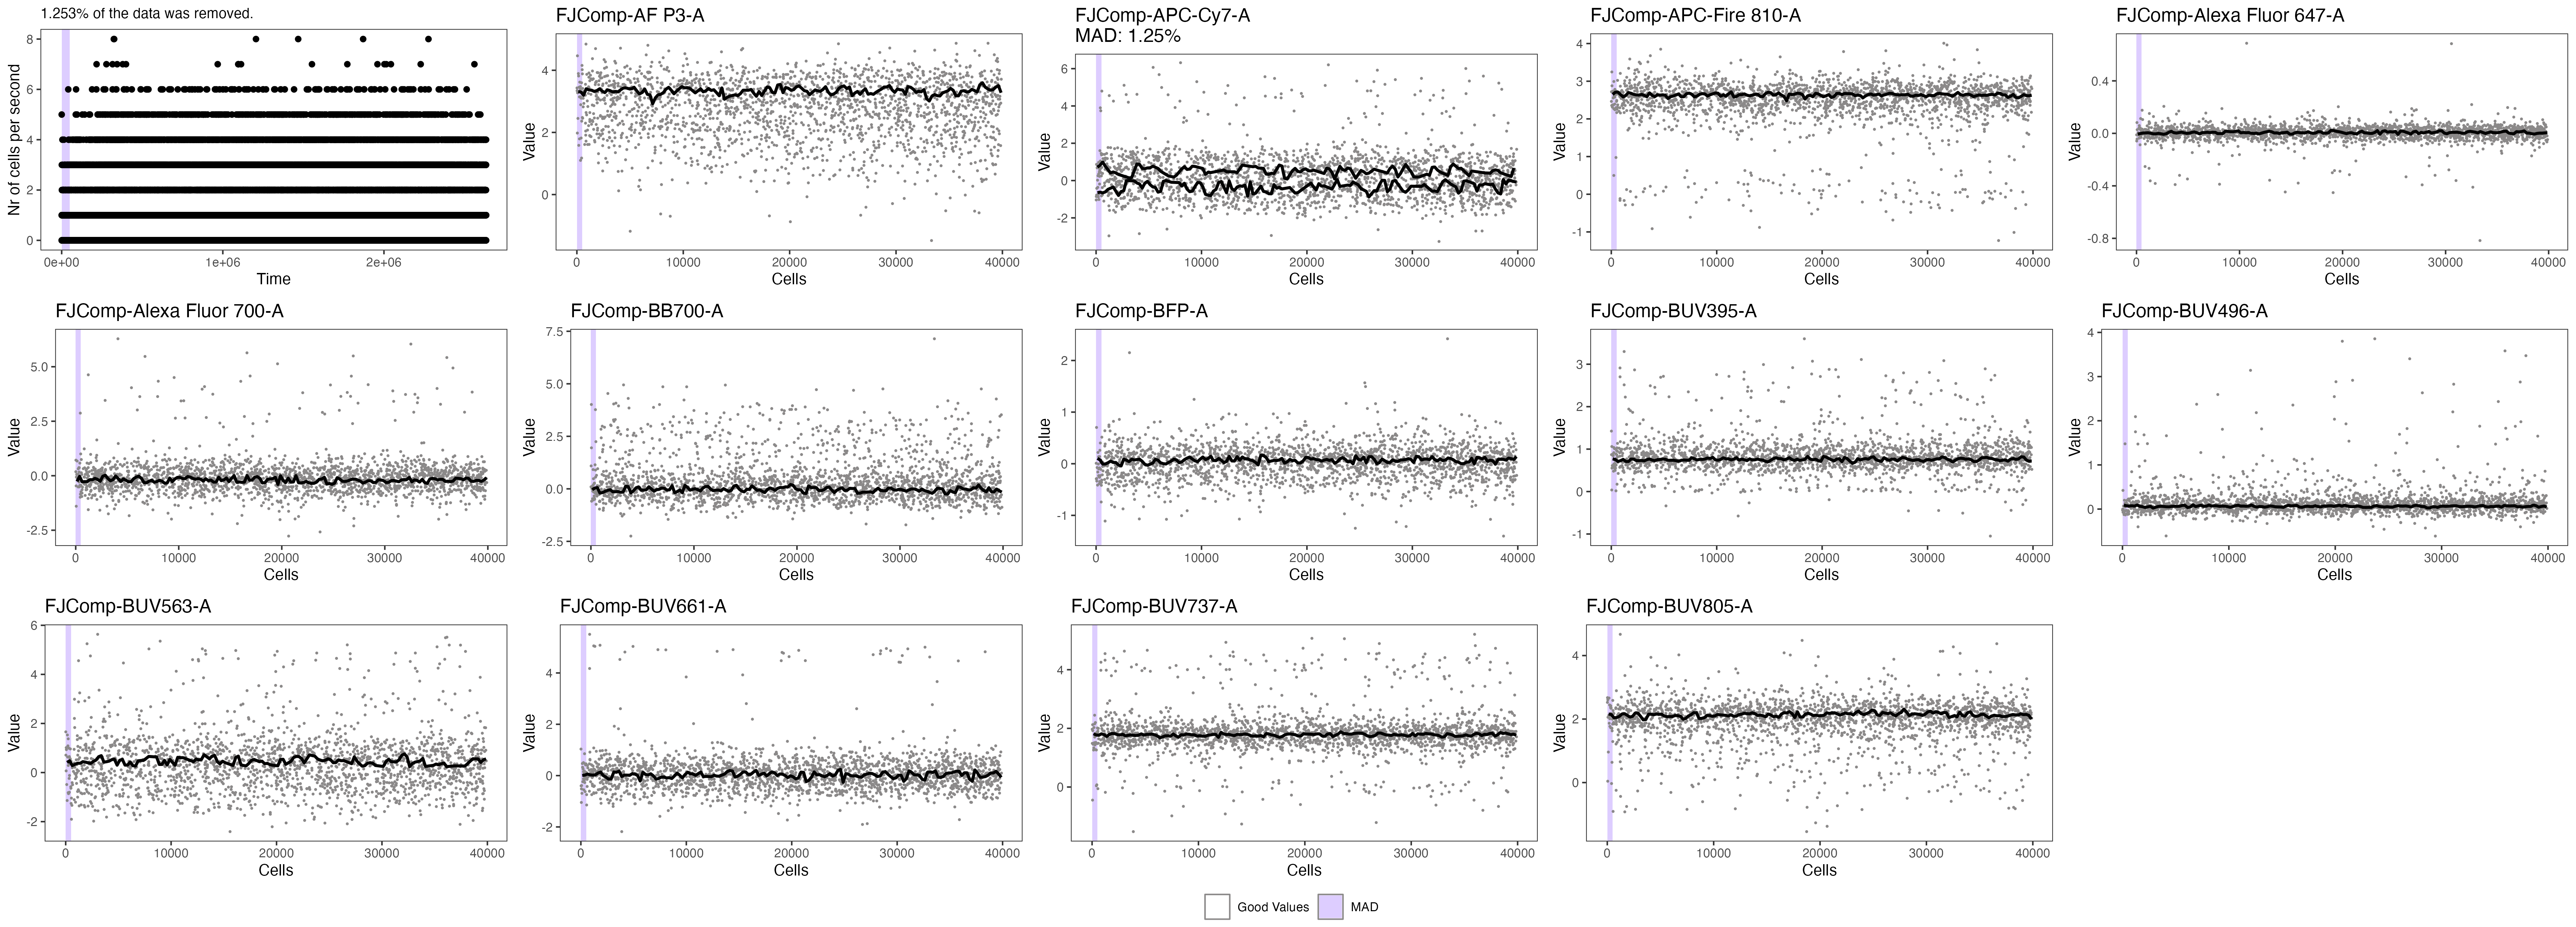 1.253% of the data was removed.
Nr of cells per second
8
6
4
2
0
0e+00 1e+06 2e+06
Time
FJComp-AF P3-A
Value
4
2
0
0 10000 20000 30000 40000
Cells
FJComp-APC-Cy7-A
MAD: 1.25%
Value
6
4
2
0
-2
0 10000 20000 30000 40000
Cells
FJComp-APC-Fire 810-A
Value
4
3
2
1
0
-1
0 10000 20000 30000 40000
Cells
FJComp-Alexa Fluor 647-A
Value
0.4
0.0
-0.4
-0.8
0 10000 20000 30000 40000
Cells
FJComp-Alexa Fluor 700-A
Value
5.0
2.5
0.0
-2.5
0 10000 20000 30000 40000
Cells
FJComp-BB700-A
Value
7.5
5.0
2.5
0.0
-2.5
0 10000 20000 30000 40000
Cells
FJComp-BFP-A
Value
2
1
0
-1
0 10000 20000 30000 40000
Cells
FJComp-BUV395-A
Value
3
2
1
0
-1
0 10000 20000 30000 40000
Cells
FJComp-BUV496-A
Value
4
3
2
1
0
0 10000 20000 30000 40000
Cells
FJComp-BUV563-A
Value
6
4
2
0
-2
0 10000 20000 30000 40000
Cells
FJComp-BUV661-A
Value
4
2
0
-2
0 10000 20000 30000 40000
Cells
FJComp-BUV737-A
Value
4
2
0
0 10000 20000 30000 40000
Cells
FJComp-BUV805-A
Value
4
2
0
0 10000 20000 30000 40000
Cells
Good Values MAD